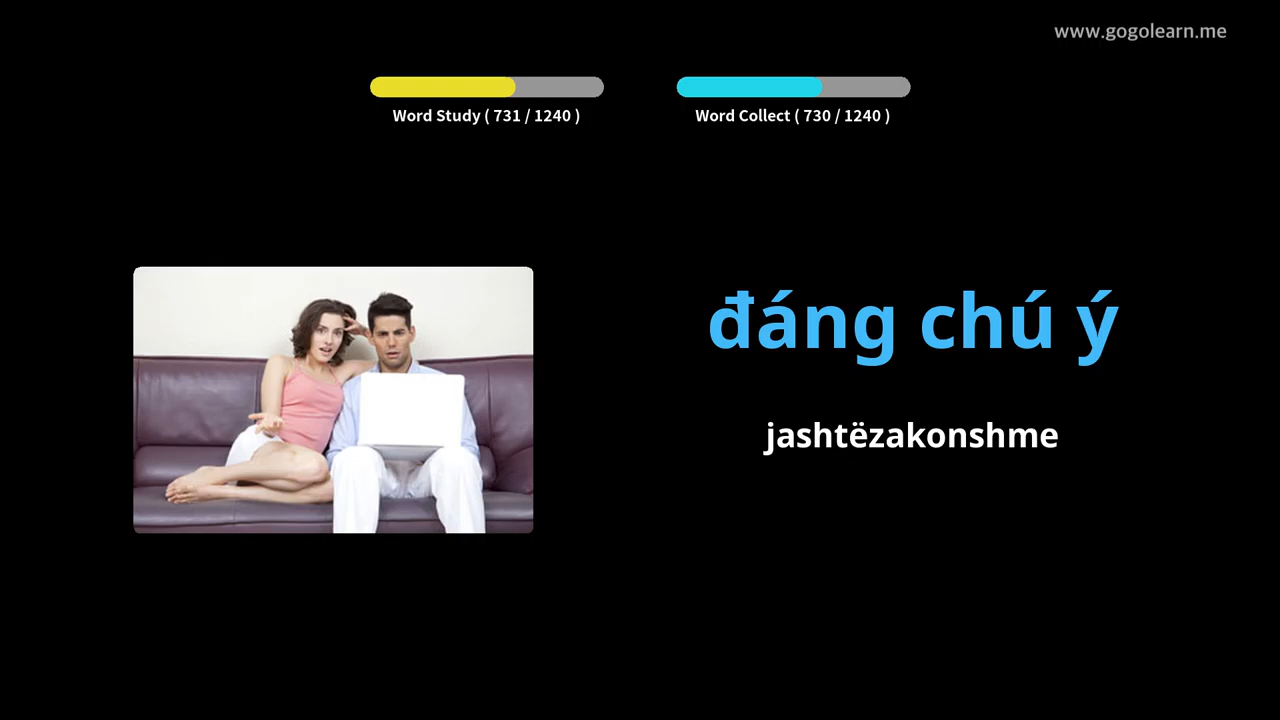 www.gogolearn.me
Word Study ( 731 / 1240 )
Word Collect ( 730 / 1240 )
đáng chú ý
jashtëzakonshme